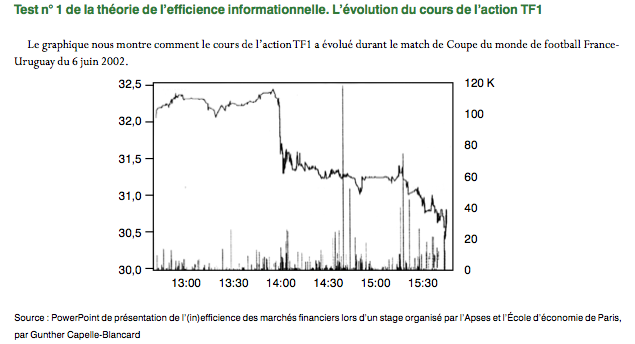 Test n° 1 de la théorie de l'efficience informationnelle. L'évolution du cours de l'action TF1
Le graphique nous montre comment le cours de l'action TF1 a évolué durant le match de Coupe du monde de football France-
Uruguay du 6 juin 2002.
32,5
120 K
32,0
100
80
31,5
60
31,0
40
30,5
20
30,0
0
13:00 13:30 14:00 14:30 15:00 15:30
Source : PowerPoint de présentation de l'(in)efficience des marchés financiers lors d'un stage organisé par l'Apses et l'École d'économie de Paris,
par Gunther Capelle-Blancard